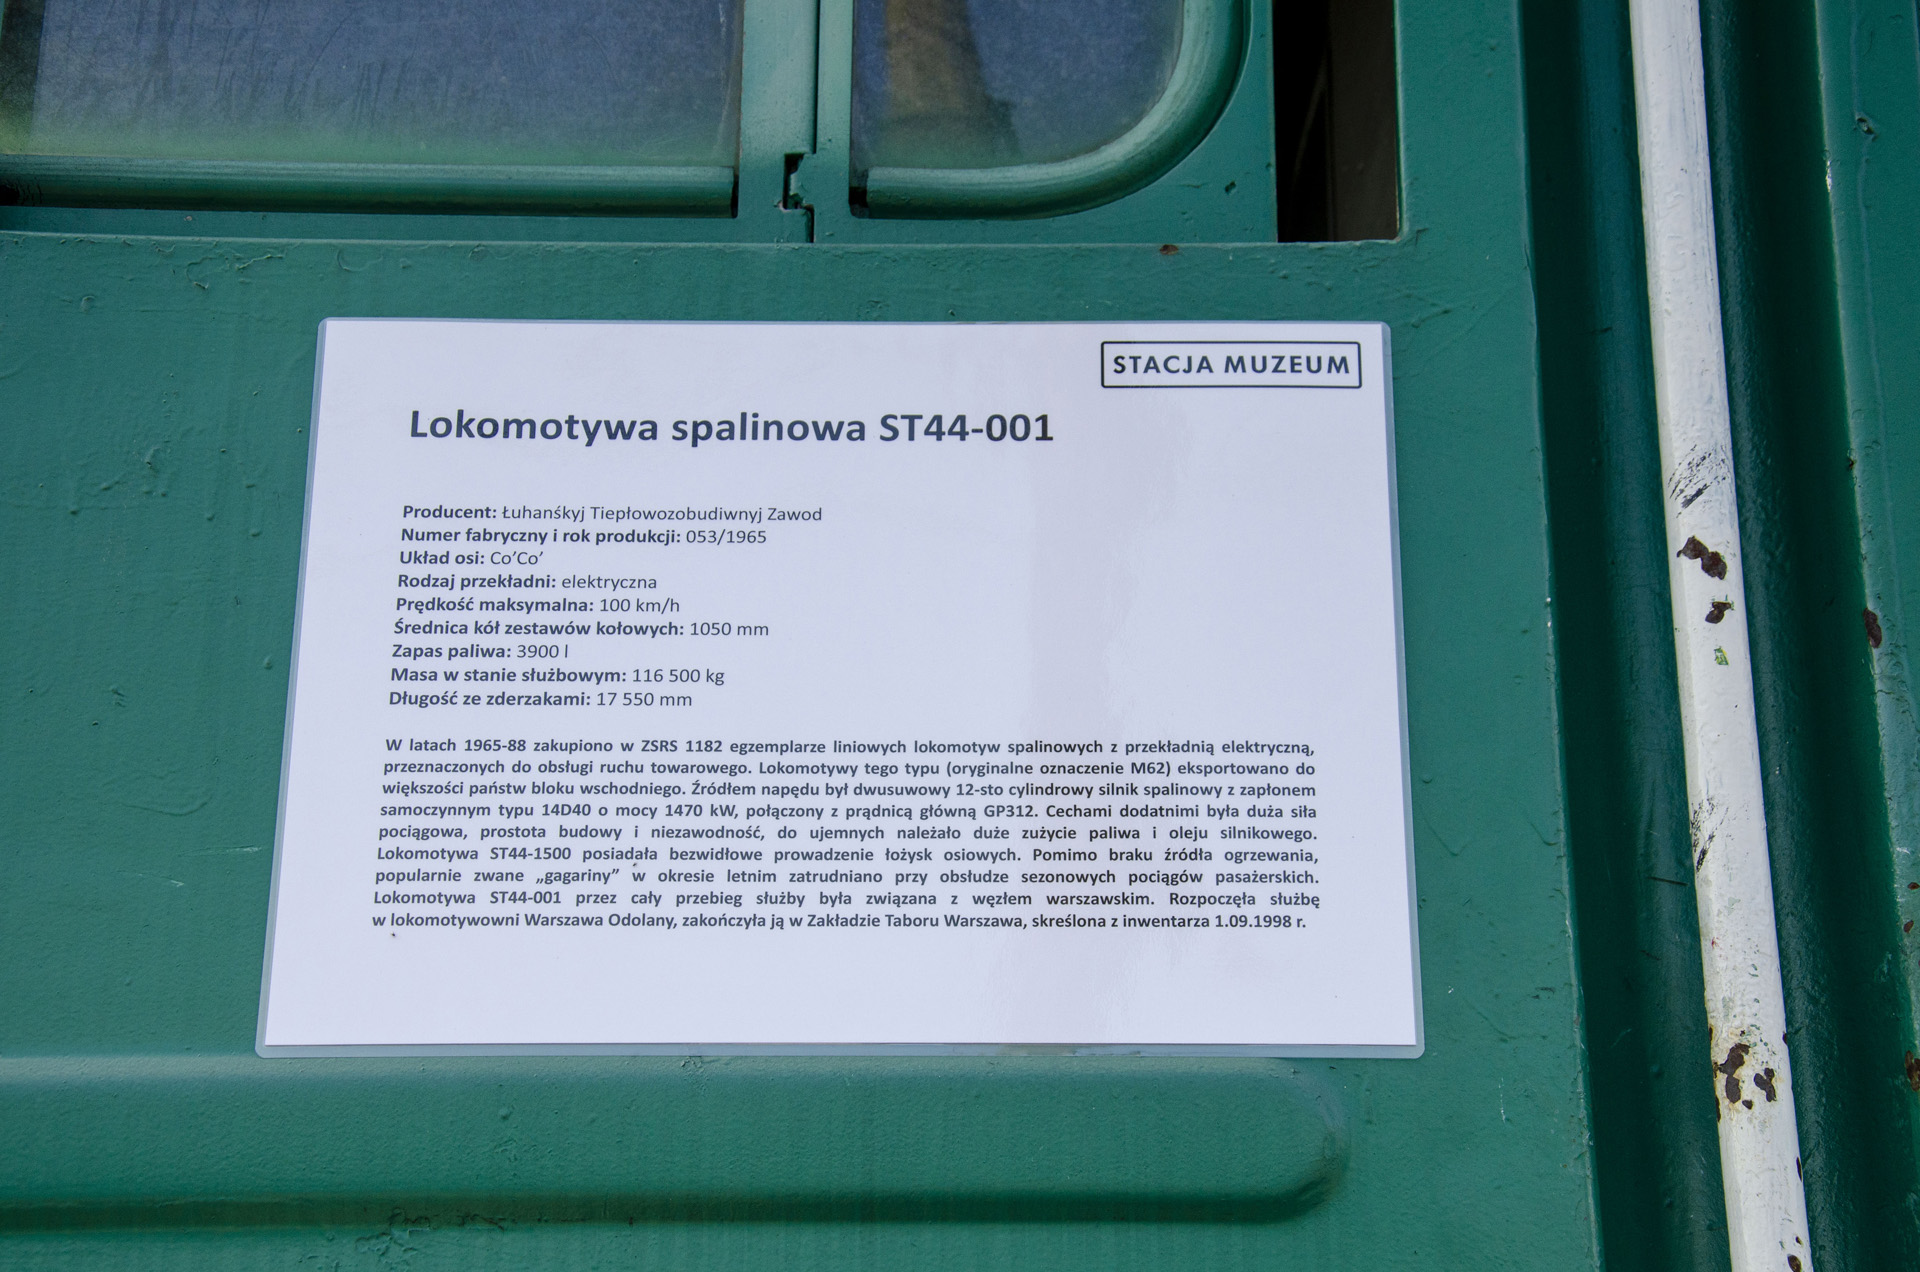 STACJA MUZEUM
Lokomotywa spalinowa ST44-001
Producent: Łuhanśkyj Tiepłowozobudiwnyj Zawod
Numer fabryczny i rok produkcji: 053/1965
Układ osi: Co’Co’
Rodzaj przekładni: elektryczna
Prędkość maksymalna: 100 km/h
Średnica kół zestawów kołowych: 1050 mm
Zapas paliwa: 3900 l
Masa w stanie służbowym: 116 500 kg
Długość ze zderzakami: 17 550 mm
W latach 1965-88 zakupiono w ZSRS 1182 egzemplarze liniowych lokomotyw spalinowych z przekładnią elektryczną,
przeznaczonych do obsługi ruchu towarowego. Lokomotywy tego typu (oryginalne oznaczenie M62) eksportowano do
większości państw bloku wschodniego. Źródłem napędu był dwusuwowy 12-sto cylindrowy silnik spalinowy z zapłonem
samoczynnym typu 14D40 o mocy 1470 kW, połączony z prądnicą główną GP312. Cechami dodatnimi była duża siła
pociągowa, prostota budowy i niezawodność, do ujemnych należało duże zużycie paliwa i oleju silnikowego.
Lokomotywa ST44-1500 posiadała bezwidłowe prowadzenie łożysk osiowych. Pomimo braku źródła ogrzewania,
popularnie zwane „gagariny” w okresie letnim zatrudniano przy obsłudze sezonowych pociągów pasażerskich.
Lokomotywa ST44-001 przez cały przebieg służby była związana z węzłem warszawskim. Rozpoczęła służbę
w lokomotywowni Warszawa Odolany, zakończyła ją w Zakładzie Taboru Warszawa, skreślona z inwentarza 1.09.1998 r.